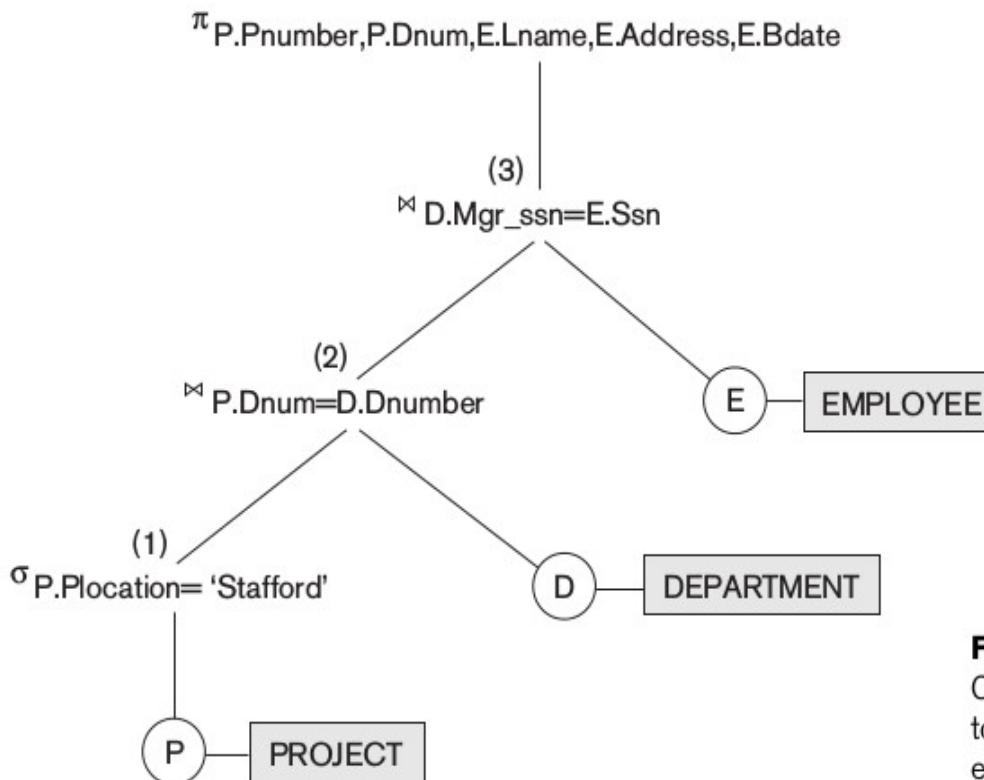 π P.Pnumber,P.Dnum,E.Lname,E.Address,E.Bdate
(3)
⋈ D.Mgr_ssn=E.Ssn
(2)
⋈ P.Dnum=D.Dnumber
E
EMPLOYEE
(1)
σ P.Plocation= ‘Stafford’
D
DEPARTMENT
P
PROJECT